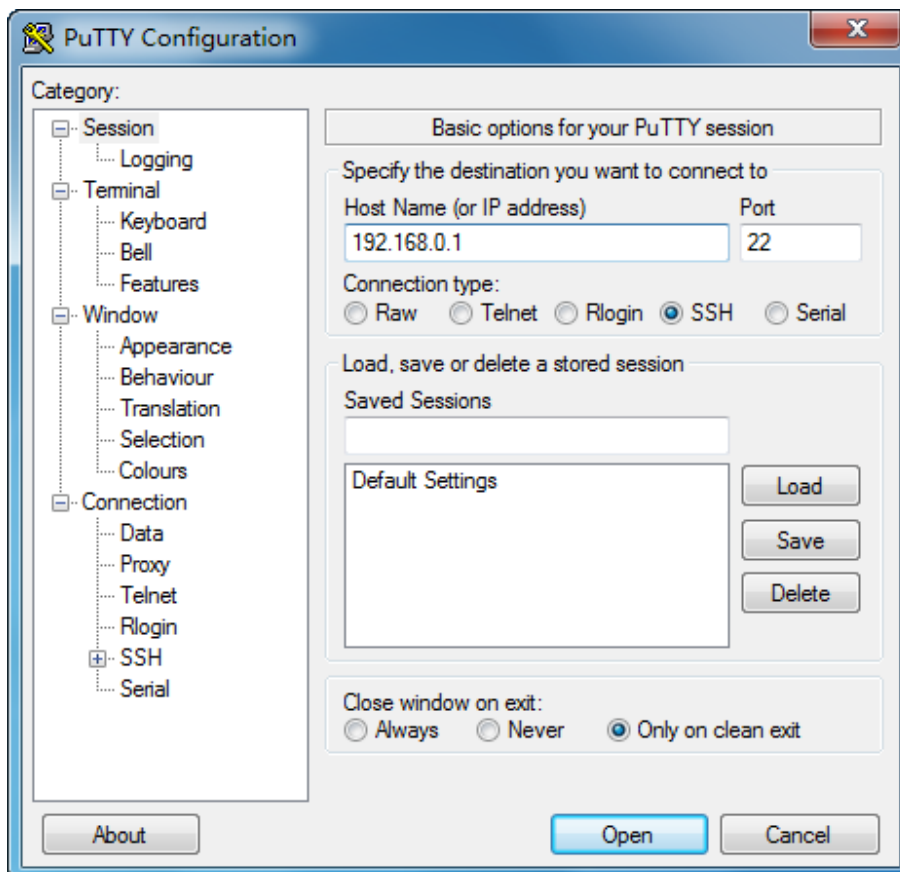 PuTTY Configuration
Category:
Session
Logging
Terminal
Keyboard
Bell
Features
Window
Appearance
Behaviour
Translation
Selection
Colours
Connection
Data
Proxy
Telnet
Rlogin
SSH
Serial
Basic options for your PuTTY session
Specify the destination you want to connect to
Host Name (or IP address) Port
192.168.0.1 22
Connection type:
Raw Telnet Rlogin SSH Serial
Load, save or delete a stored session
Saved Sessions
Default Settings
Load
Save
Delete
Close window on exit:
Always Never Only on clean exit
About Open Cancel